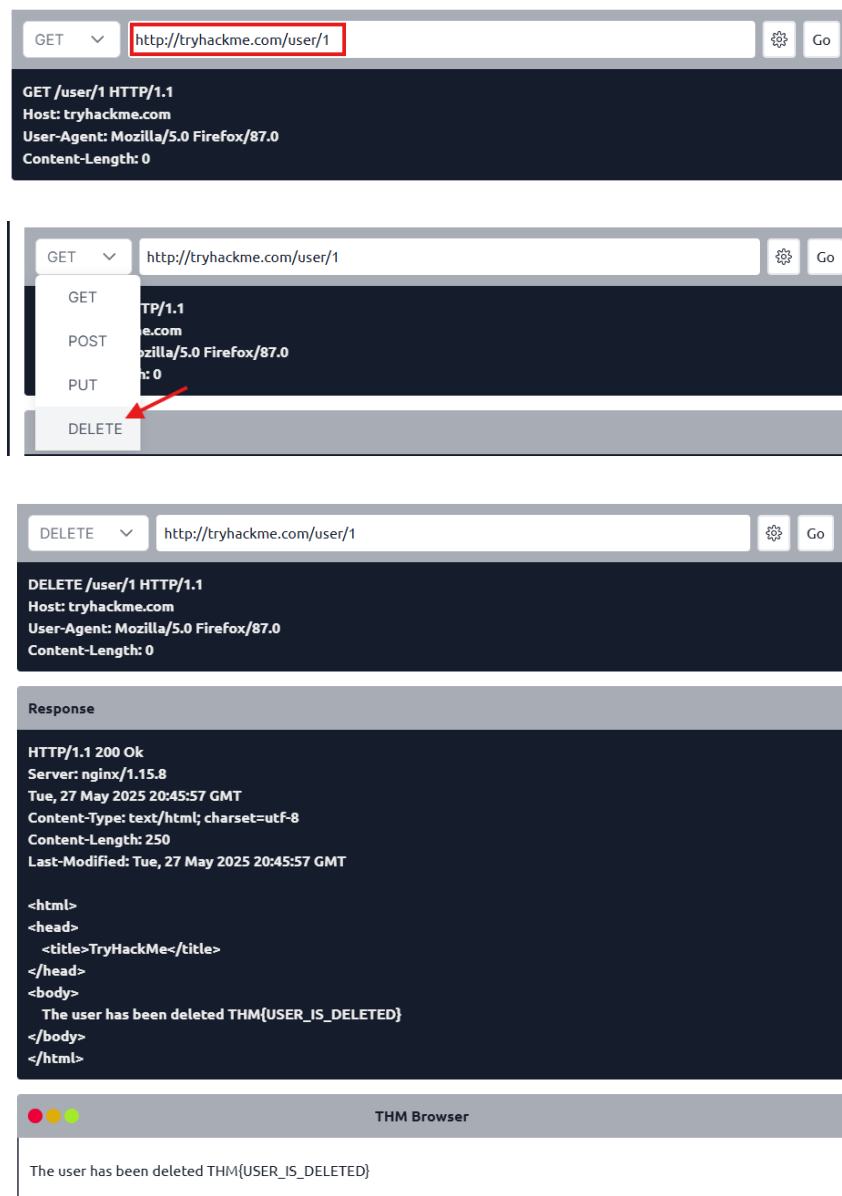 GET http://tryhackme.com/user/1 Go
GET /user/1 HTTP/1.1
Host: tryhackme.com
User-Agent: Mozilla/5.0 Firefox/87.0
Content-Length: 0
GET http://tryhackme.com/user/1 Go
GET
TP/1.1
e.com
POST
ozilla/5.0 Firefox/87.0
h: 0
PUT
DELETE
DELETE http://tryhackme.com/user/1 Go
DELETE /user/1 HTTP/1.1
Host: tryhackme.com
User-Agent: Mozilla/5.0 Firefox/87.0
Content-Length: 0
Response
HTTP/1.1 200 Ok
Server: nginx/1.15.8
Tue, 27 May 2025 20:45:57 GMT
Content-Type: text/html; charset=utf-8
Content-Length: 250
Last-Modified: Tue, 27 May 2025 20:45:57 GMT
<html>
<head>
<title>TryHackMe</title>
</head>
<body>
The user has been deleted THM{USER_IS_DELETED}
</body>
</html>
THM Browser
The user has been deleted THM{USER_IS_DELETED}